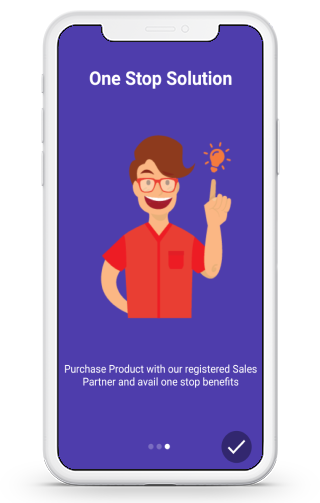 One Stop Solution
Purchase Product with our registered Sales
Partner and avail one stop benefits